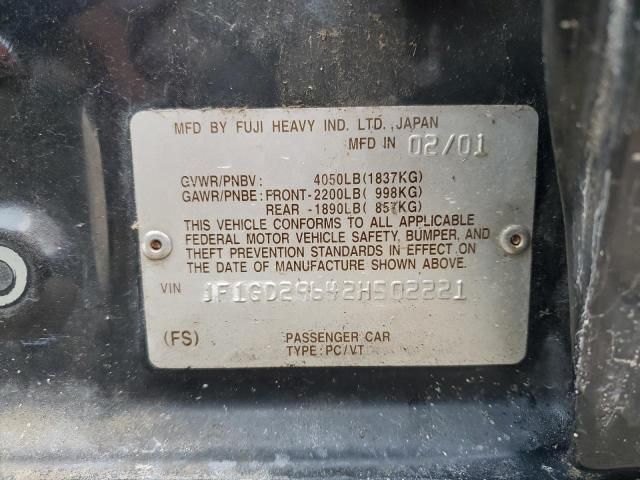 MFD BY FUJI HEAVY IND. LTD. JAPAN
MFD IN 02/01
GVWR/PNBV: 4050LB(1837KG)
GAWR/PNBE: FRONT-2200LB( 998KG)
REAR -1890LB( 857KG)
THIS VEHICLE CONFORMS TO ALL APPLICABLE
FEDERAL MOTOR VEHICLE SAFETY, BUMPER, AND
THEFT PREVENTION STANDARDS IN EFFECT ON
DATE OF MANUFACTURE SHOWN ABOVE.
VIN JF1GD29642H502221
(FS) PASSENGER CAR
TYPE: PC/VT